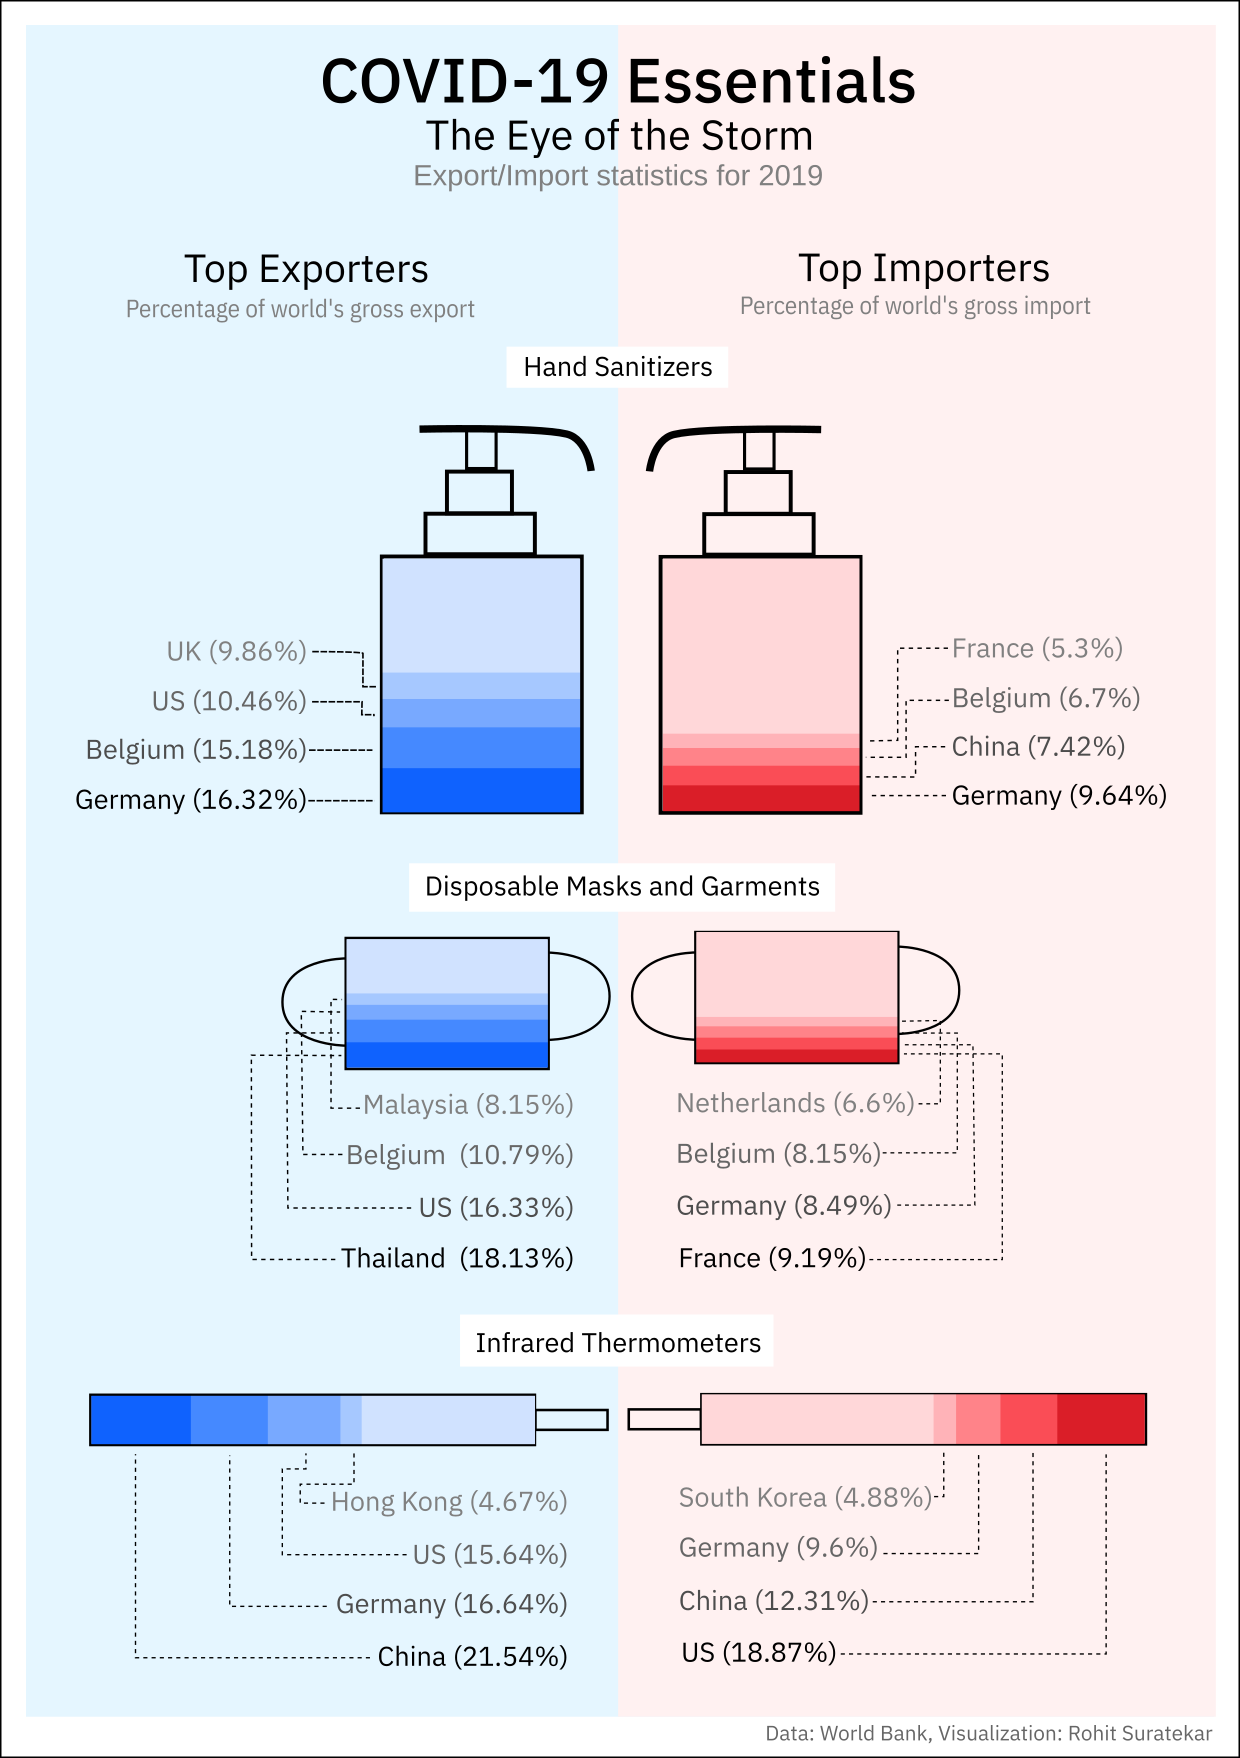 COVID-19 Essentials
The Eye of the Storm
Export/Import statistics for 2019
Top Exporters
Percentage of world's gross export
Top Importers
Percentage of world's gross import
Hand Sanitizers
UK (9.86%)
US (10.46%)
Belgium (15.18%)
Germany (16.32%)
France (5.3%)
Belgium (6.7%)
China (7.42%)
Germany (9.64%)
Disposable Masks and Garments
Malaysia (8.15%)
Belgium (10.79%)
US (16.33%)
Thailand (18.13%)
Netherlands (6.6%)
Belgium (8.15%)
Germany (8.49%)
France (9.19%)
Infrared Thermometers
Hong Kong (4.67%)
US (15.64%)
Germany (16.64%)
China (21.54%)
South Korea (4.88%)
Germany (9.6%)
China (12.31%)
US (18.87%)
Data: World Bank, Visualization: Rohit Suratekar